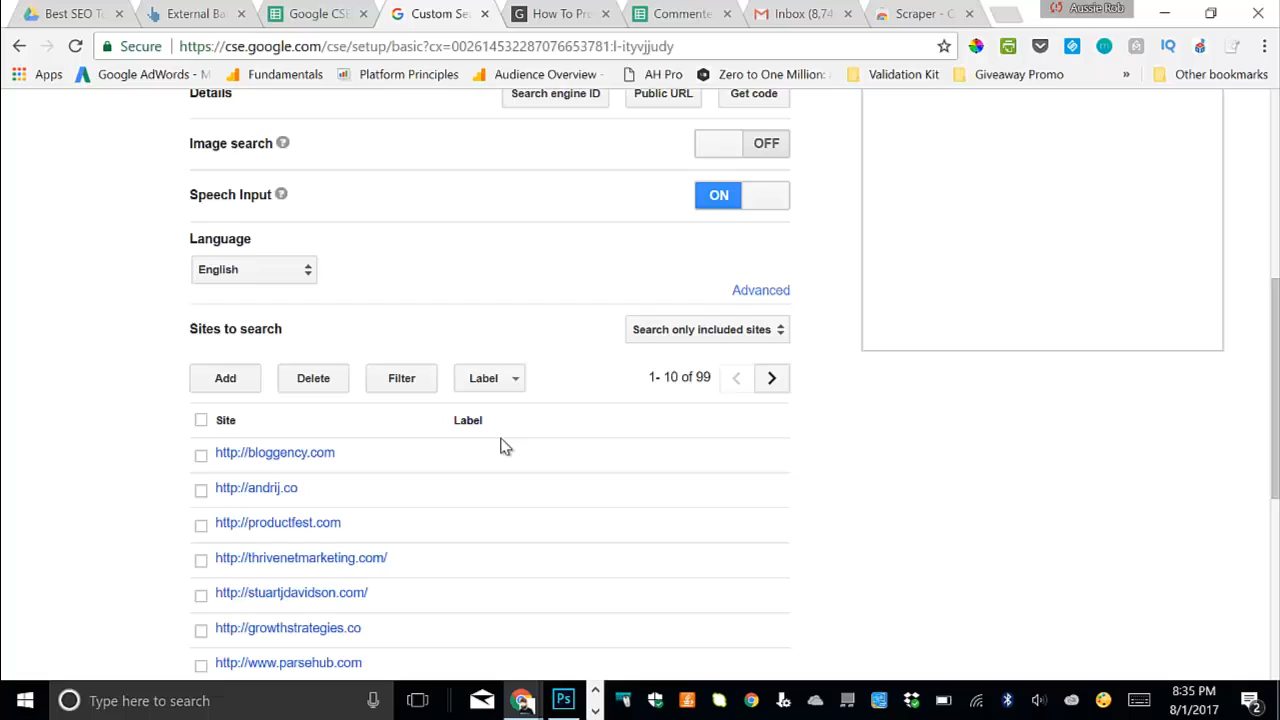 Best SEO To
External Ba
Google CS
Custom Se
How To Pro
Commente
Inbox (8,7
Scraper - C
Aussie Rob
Secure https://cse.google.com/cse/setup/basic?cx=002614532287076653781:l-ityvjjudy
Apps Google AdWords - M Fundamentals Platform Principles Audience Overview - AH Pro Zero to One Million: Validation Kit Giveaway Promo » Other bookmarks
Details Search engine ID Public URL Get code
Image search ? OFF
Speech Input ? ON
Language
English
Advanced
Sites to search Search only included sites
Add Delete Filter Label 1- 10 of 99
Site Label
http://bloggency.com
http://andrij.co
http://productfest.com
http://thrivenetmarketing.com/
http://stuartjdavidson.com/
http://growthstrategies.co
http://www.parsehub.com
Type here to search
8:35 PM
8/1/2017